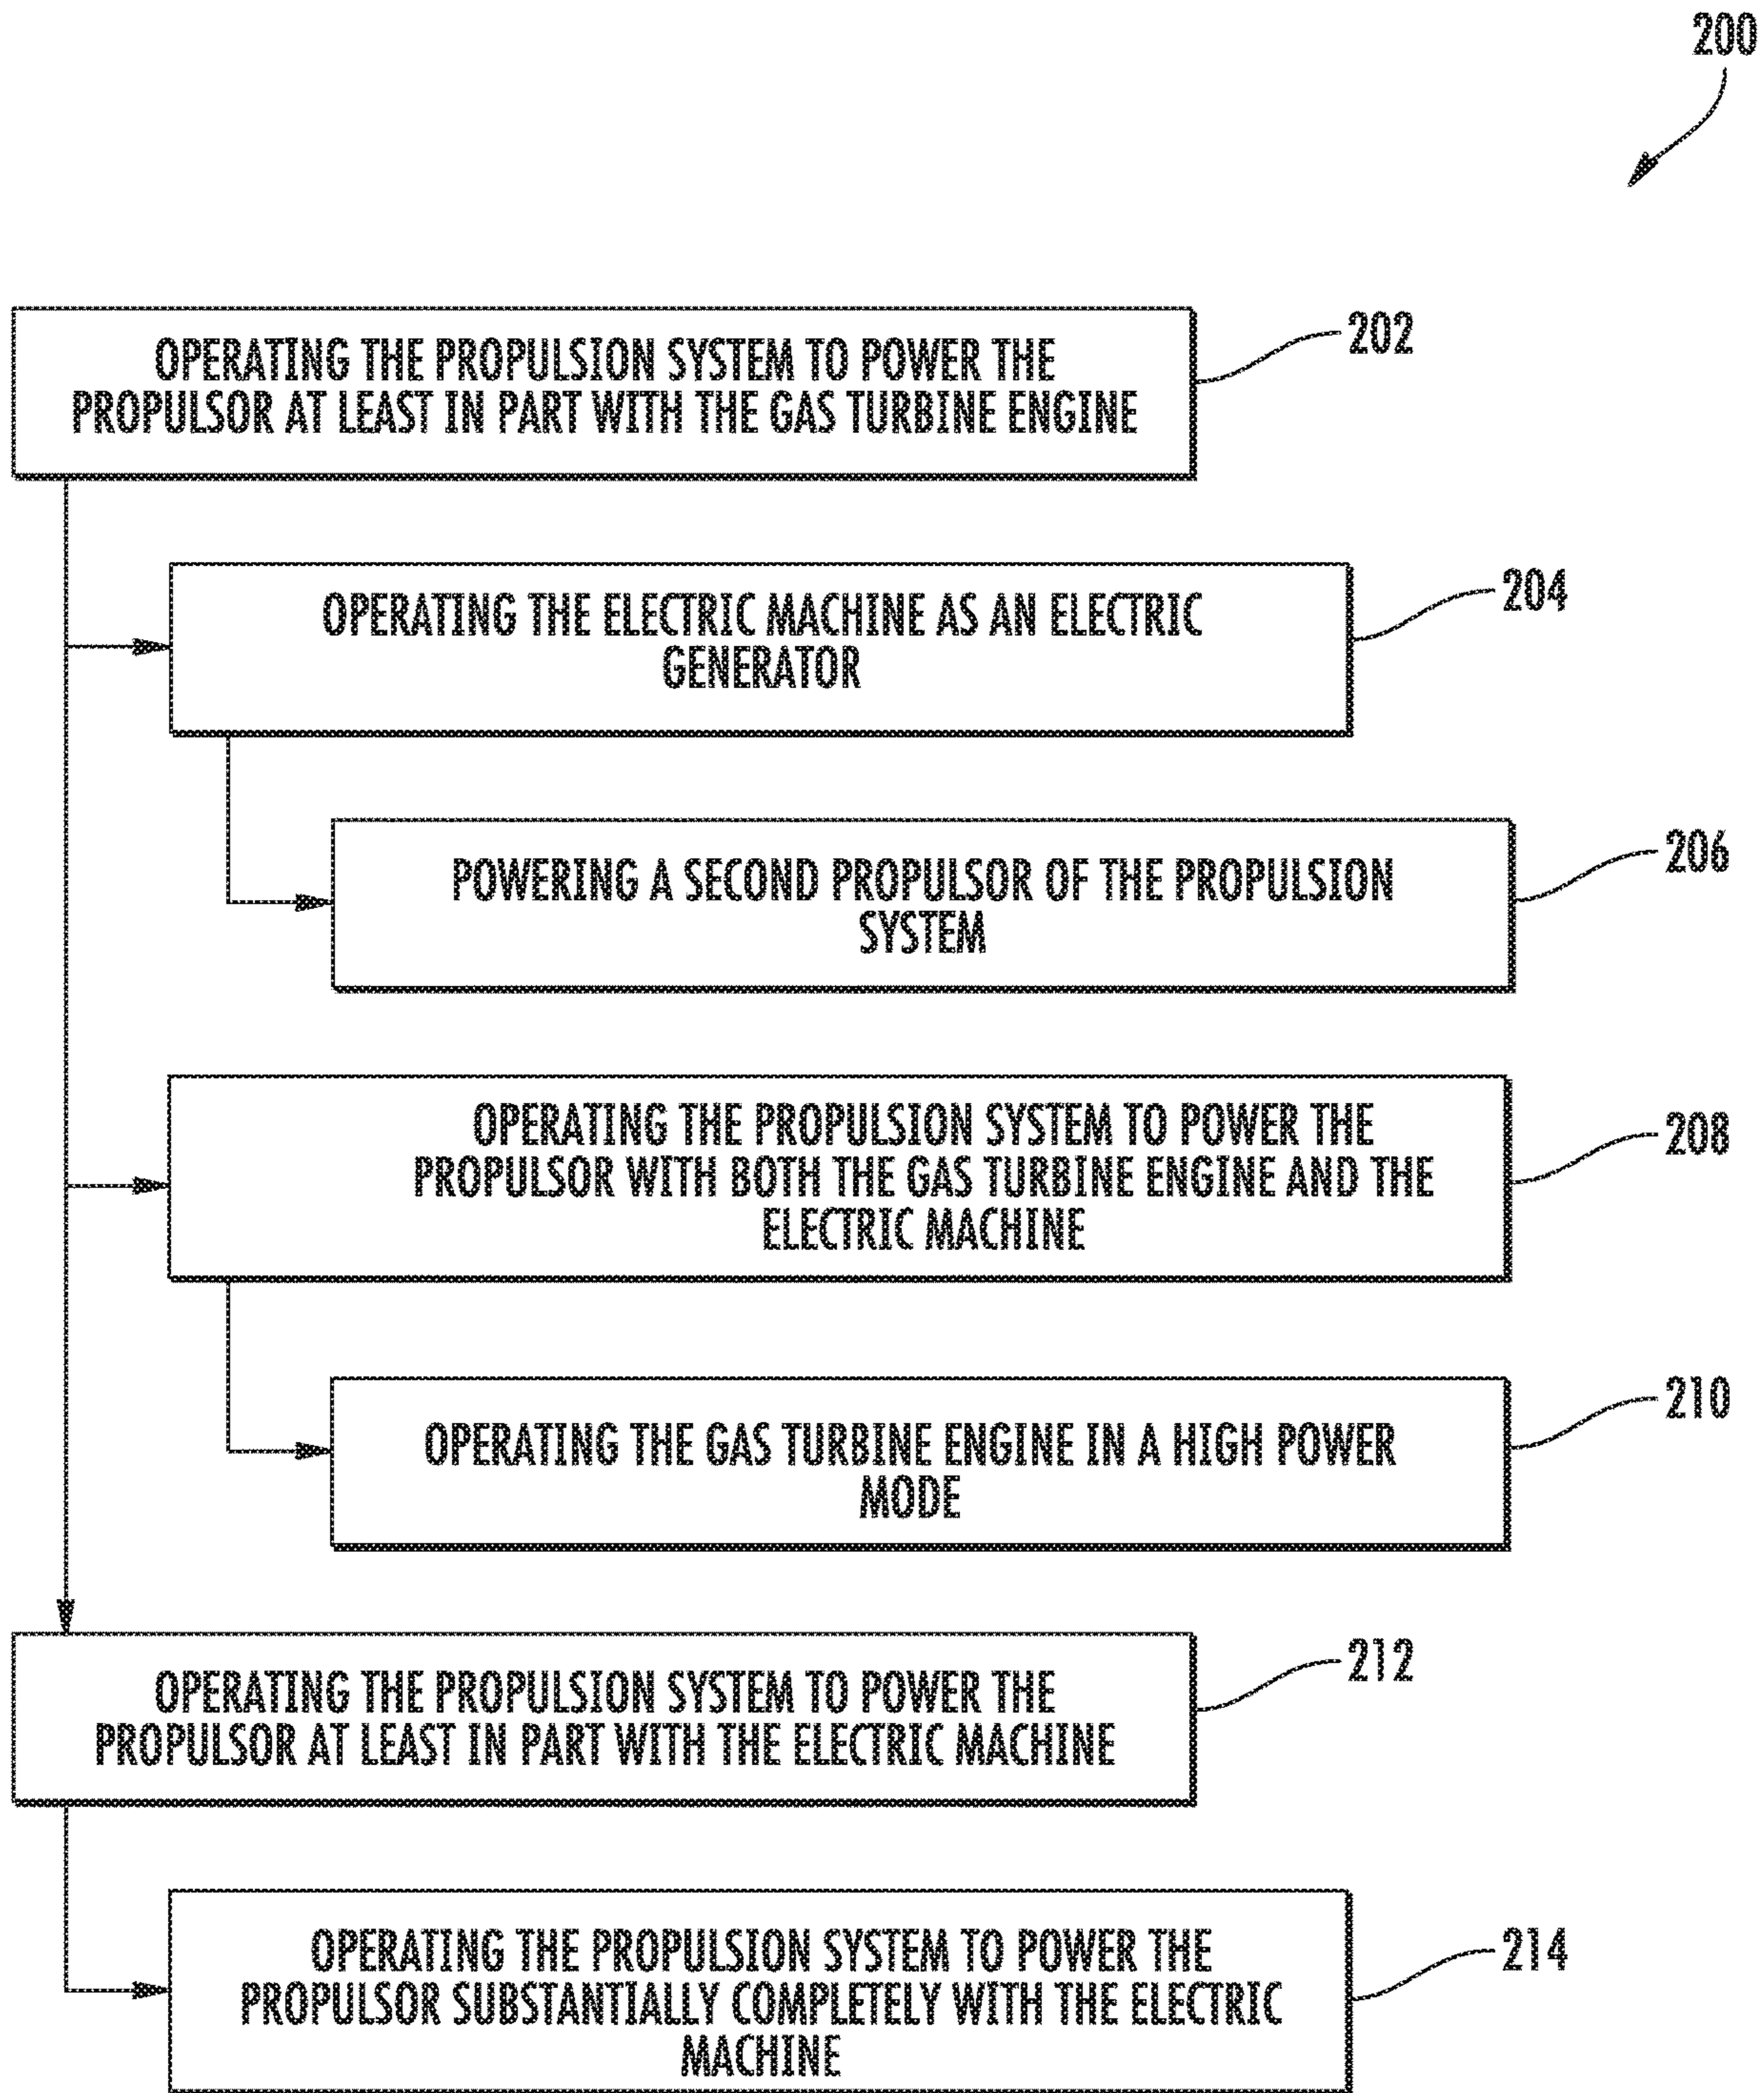 200
OPERATING THE PROPULSION SYSTEM TO POWER THE
PROPULSOR AT LEAST IN PART WITH THE GAS TURBINE ENGINE
202
OPERATING THE ELECTRIC MACHINE AS AN ELECTRIC
GENERATOR
204
POWERING A SECOND PROPULSOR OF THE PROPULSION
SYSTEM
206
OPERATING THE PROPULSION SYSTEM TO POWER THE
PROPULSOR WITH BOTH THE GAS TURBINE ENGINE AND THE
ELECTRIC MACHINE
208
OPERATING THE GAS TURBINE ENGINE IN A HIGH POWER
MODE
210
OPERATING THE PROPULSION SYSTEM TO POWER THE
PROPULSOR AT LEAST IN PART WITH THE ELECTRIC MACHINE
212
OPERATING THE PROPULSION SYSTEM TO POWER THE
PROPULSOR SUBSTANTIALLY COMPLETELY WITH THE ELECTRIC
MACHINE
214